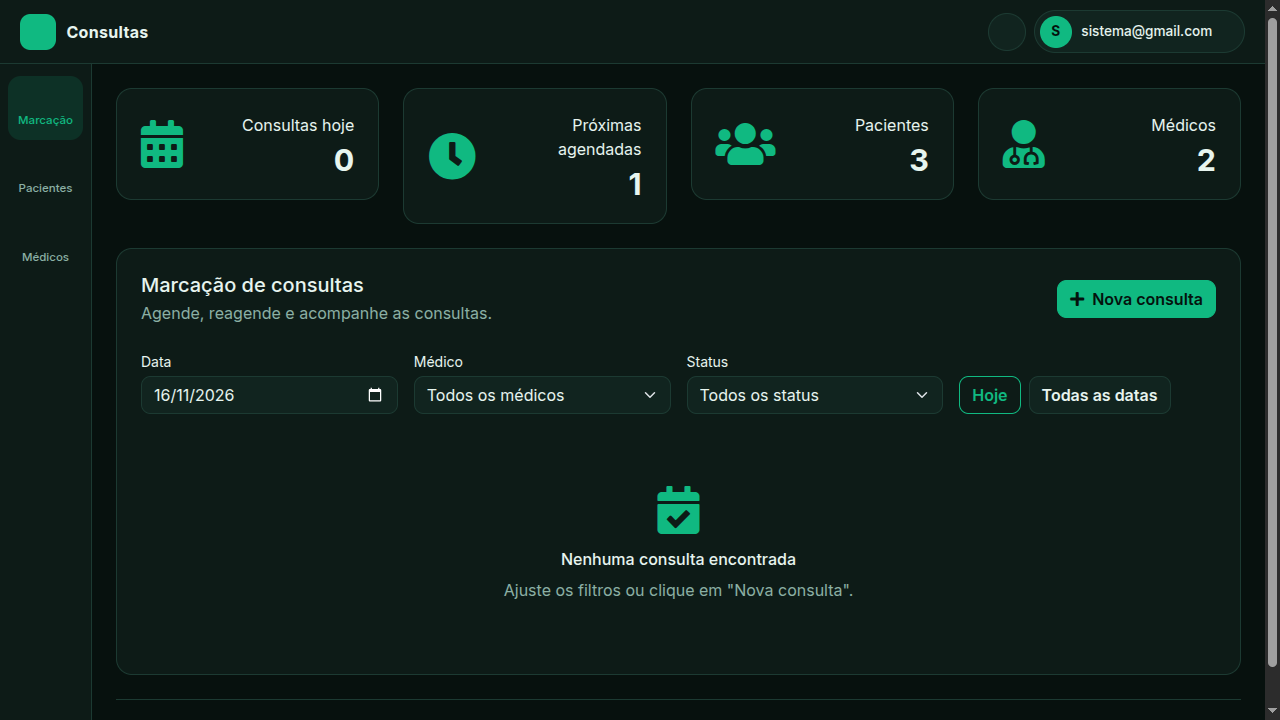 Consultas
S
sistema@gmail.com
Marcação
Pacientes
Médicos
Consultas hoje
0
Próximas
agendadas
1
Pacientes
3
Médicos
2
Marcação de consultas
Agende, reagende e acompanhe as consultas.
Nova consulta
Data
Médico
Status
16/11/2026
Todos os médicos
Todos os status
Hoje
Todas as datas
Nenhuma consulta encontrada
Ajuste os filtros ou clique em "Nova consulta".